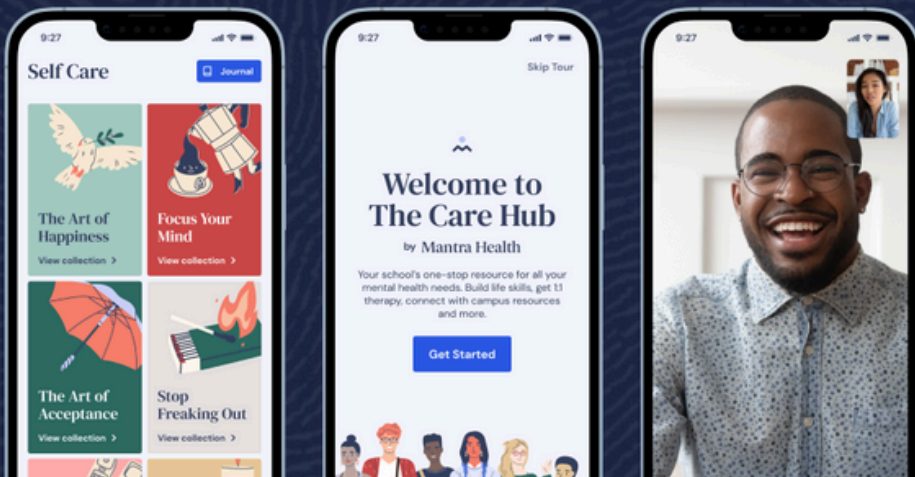 9:27
Self Care
Journal
The Art of
Happiness
View collection >
Focus Your
Mind
View collection >
The Art of
Acceptance
View collection >
Stop
Freaking Out
View collection >
9:27
Skip Tour
Welcome to
The Care Hub
by Mantra Health
Your school's one-stop resource for all your
mental health needs. Build life skills, get 1:1
therapy, connect with campus resources
and more.
Get Started
9:27